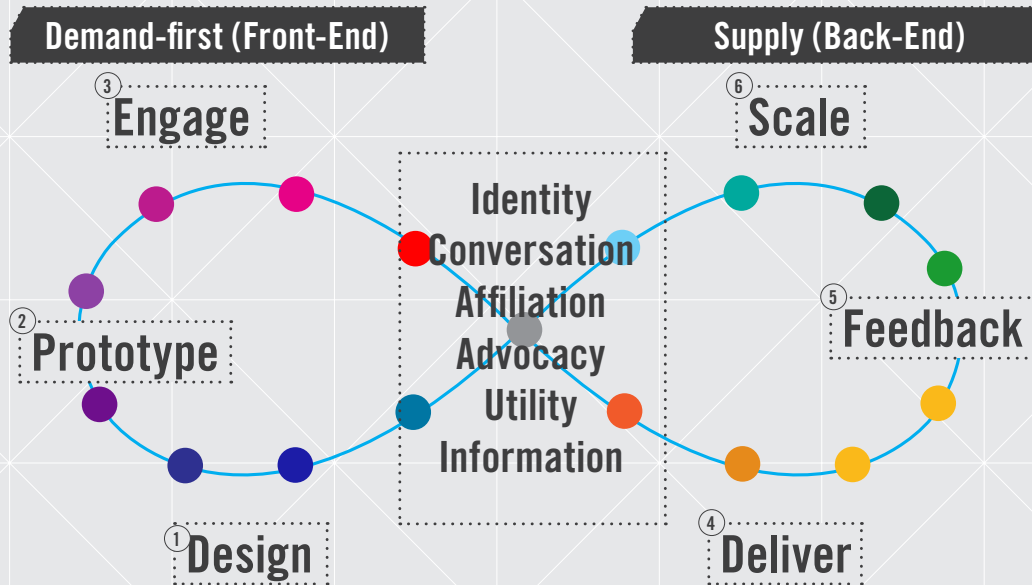 Demand-first (Front-End)
Supply (Back-End)
3
Engage
6
Scale
Identity
Conversation
Affiliation
Advocacy
Utility
Information
2
Prototype
5
Feedback
1
Design
4
Deliver